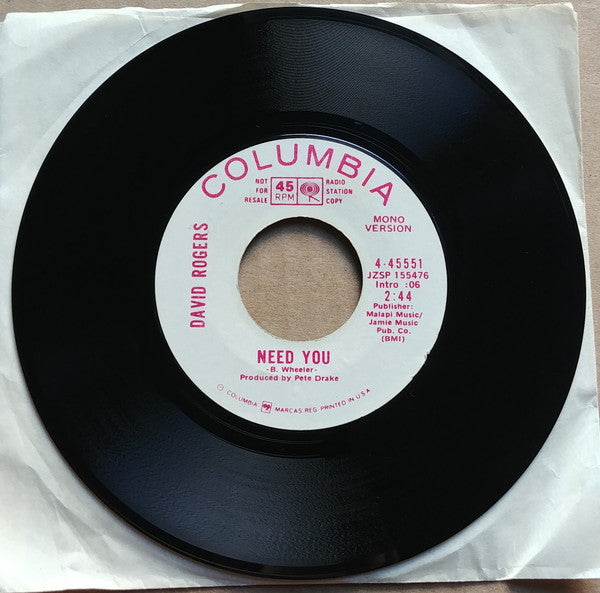 COLUMBIA
NOT
FOR
RESALE
45
RPM
RADIO
STATION
COPY
MONO
VERSION
DAVID ROGERS
4-45551
JZSP 155476
Intro :06
2:44
Publisher:
Malapi Music/
Jamie Music
Pub. Co.
(BMI)
NEED YOU
-B. Wheeler-
Produced by Pete Drake
COLUMBIA MARCAS REG. PRINTED IN U.S.A.